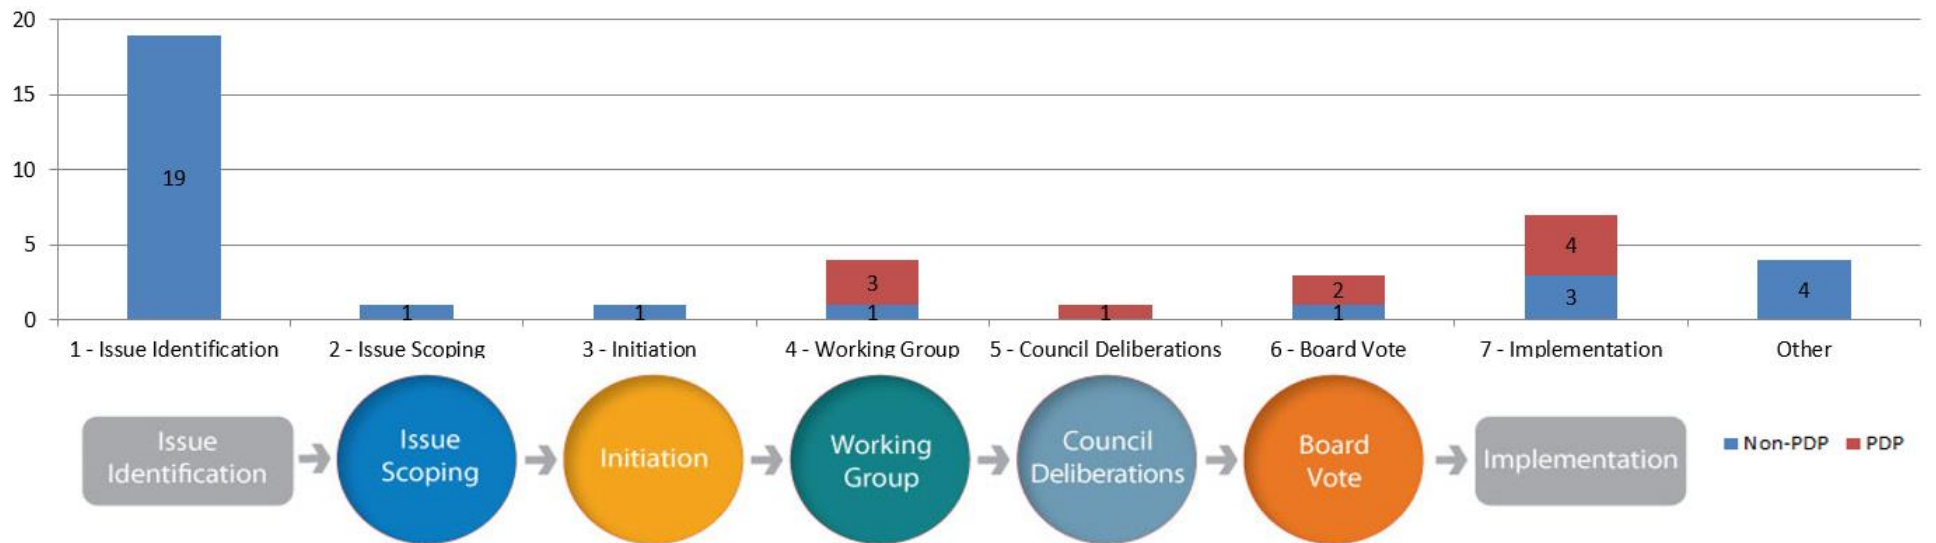 20
15
10
5
0
19
1
1
3
1
1
2
1
4
3
4
1 - Issue Identification
2 - Issue Scoping
3 - Initiation
4 - Working Group
5 - Council Deliberations
6 - Board Vote
7 - Implementation
Other
Issue
Identification
Issue
Scoping
Initiation
Working
Group
Council
Deliberations
Board
Vote
Implementation
Non-PDP
PDP